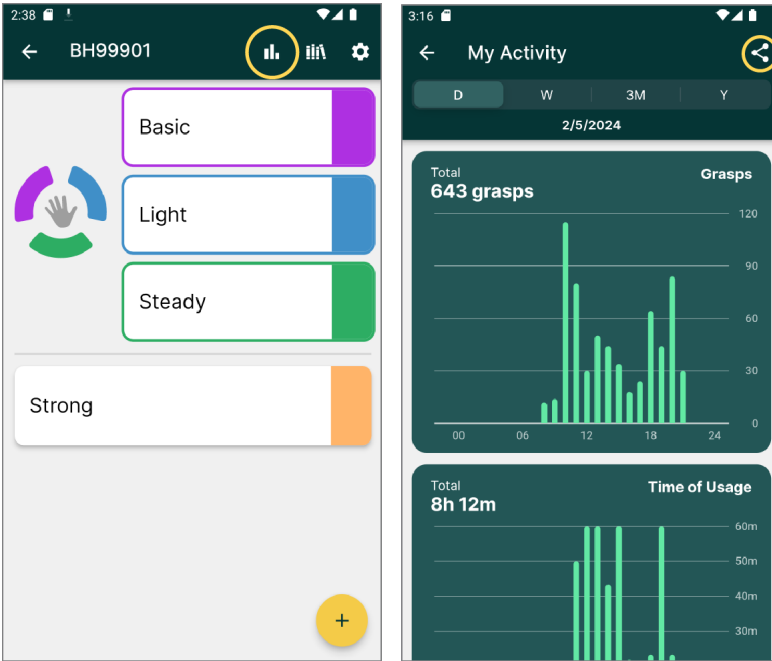 2:38
BH99901
Basic
Light
Steady
Strong
+
3:16
My Activity
D W 3M Y
2/5/2024
Total
Grasps
643 grasps
120
90
60
30
0
00 06 12 18 24
Total
Time of Usage
8h 12m
60m
50m
40m
30m